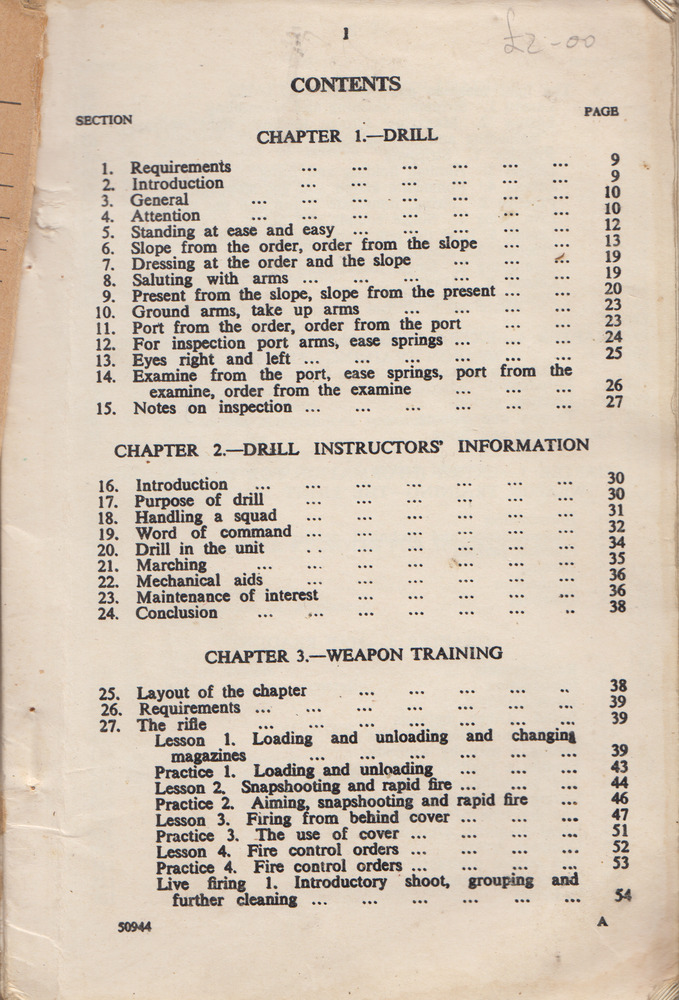 1
£2-00
CONTENTS
SECTION PAGE
CHAPTER 1.—DRILL
1. Requirements ... ... ... ... ... ... 9
2. Introduction ... ... ... ... ... ... 9
3. General ... ... ... ... ... ... ... 10
4. Attention ... ... ... ... ... ... ... 10
5. Standing at ease and easy ... ... ... ... ... 12
6. Slope from the order, order from the slope ... ... 13
7. Dressing at the order and the slope ... ... ... 19
8. Saluting with arms ... ... ... ... ... ... 19
9. Present from the slope, slope from the present ... ... 20
10. Ground arms, take up arms ... ... ... ... 23
11. Port from the order, order from the port ... ... 23
12. For inspection port arms, ease springs ... ... ... 24
13. Eyes right and left ... ... ... ... ... ... 25
14. Examine from the port, ease springs, port from the
examine, order from the examine ... ... ... 26
15. Notes on inspection ... ... ... ... ... ... 27
CHAPTER 2.—DRILL INSTRUCTORS' INFORMATION
16. Introduction ... ... ... ... ... ... ... 30
17. Purpose of drill ... ... ... ... ... ... 30
18. Handling a squad ... ... ... ... ... ... 31
19. Word of command ... ... ... ... ... ... 32
20. Drill in the unit .. ... ... ... ... ... 34
21. Marching ... ... ... ... ... ... ... 35
22. Mechanical aids ... ... ... ... ... ... 36
23. Maintenance of interest ... ... ... ... ... 36
24. Conclusion ... ... ... ... ... ... .. 38
CHAPTER 3.—WEAPON TRAINING
25. Layout of the chapter ... ... ... ... .. 38
26. Requirements ... ... ... ... ... ... ... 39
27. The rifle ... ... ... ... ... ... ... 39
Lesson 1. Loading and unloading and changing
magazines ... ... ... ... ... ... 39
Practice 1. Loading and unloading ... ... ... 43
Lesson 2. Snapshooting and rapid fire ... ... ... 44
Practice 2. Aiming, snapshooting and rapid fire ... 46
Lesson 3. Firing from behind cover ... ... ... 47
Practice 3. The use of cover ... ... ... ... 51
Lesson 4. Fire control orders ... ... ... ... 52
Practice 4. Fire control orders ... ... ... ... 53
Live firing 1. Introductory shoot, grouping and
further cleaning ... ... ... ... ... ... 54
50944 A